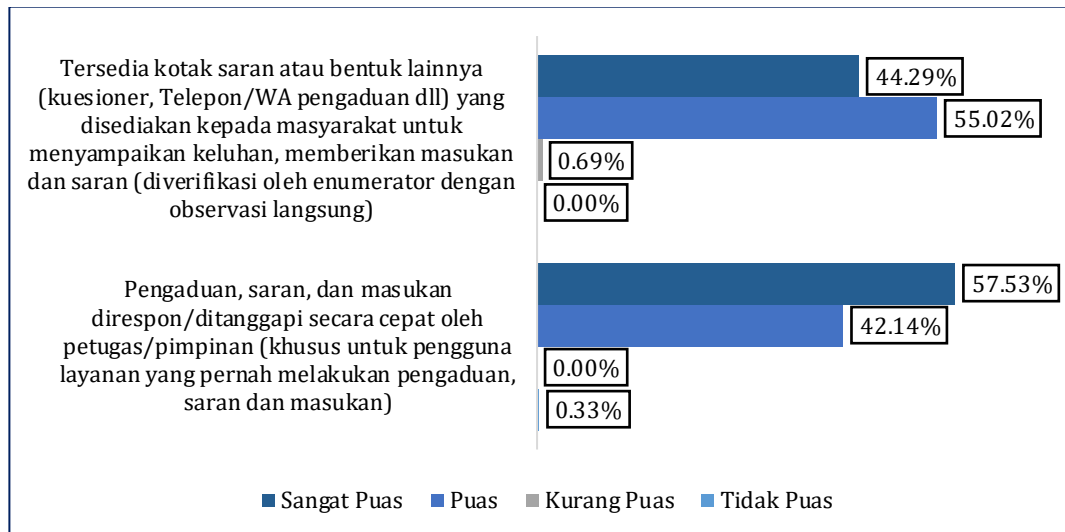 Tersedia kotak saran atau bentuk lainnya
(kuesioner, Telepon/WA pengaduan dll) yang
disediakan kepada masyarakat untuk
menyampaikan keluhan, memberikan masukan
dan saran (diverifikasi oleh enumerator dengan
observasi langsung)
44.29%
55.02%
0.69%
0.00%
Pengaduan, saran, dan masukan
direspon/ditanggapi secara cepat oleh
petugas/pimpinan (khusus untuk pengguna
layanan yang pernah melakukan pengaduan,
saran dan masukan)
57.53%
42.14%
0.00%
0.33%
Sangat Puas Puas Kurang Puas Tidak Puas